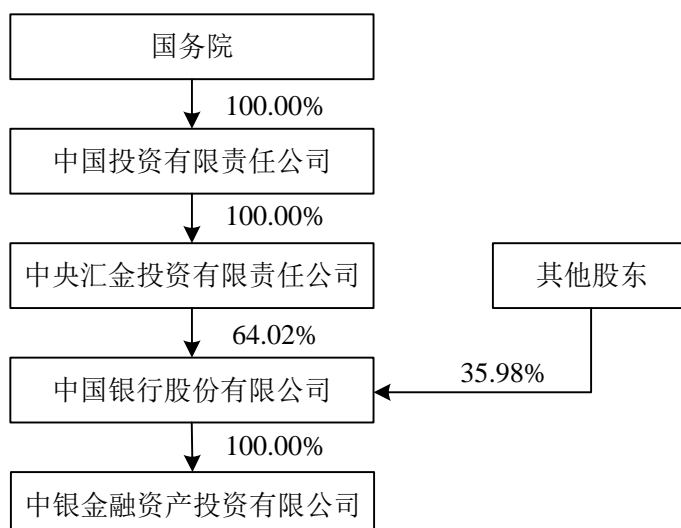 国务院
100.00%
中国投资有限责任公司
100.00%
中央汇金投资有限责任公司
其他股东
64.02%
35.98%
中国银行股份有限公司
100.00%
中银金融资产投资有限公司